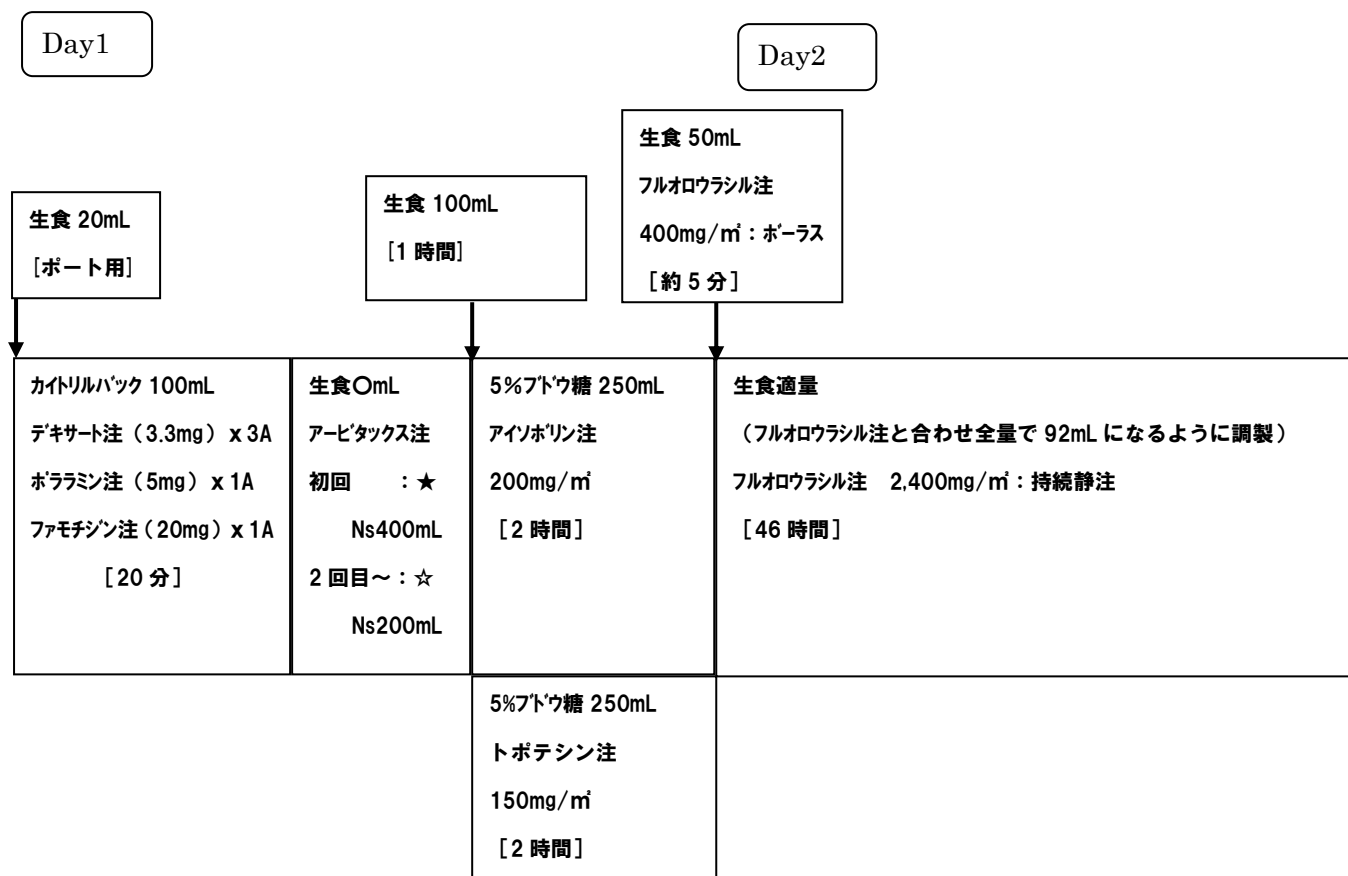 Day1
Day2
生食 50mL
フルオロウラシル注
400mg/㎡：ボーラス
［約 5 分］
生食 100mL
[1 時間]
生食 20mL
[ポート用]
カイトリルバック 100mL
デキサート注（3.3mg）x 3A
ポララミン注（5mg）x 1A
ファモチジン注（20mg）x 1A
［20 分］
生食〇mL
アービタックス注
初回　　：★
Ns400mL
2 回目～：☆
Ns200mL
5%ブドウ糖 250mL
アイソボリン注
200mg/㎡
［2 時間］
生食適量
（フルオロウラシル注と合わせ全量で 92mL になるように調製）
フルオロウラシル注　2,400mg/㎡：持続静注
［46 時間］
5%ブドウ糖 250mL
トポテシン注
150mg/㎡
［2 時間］